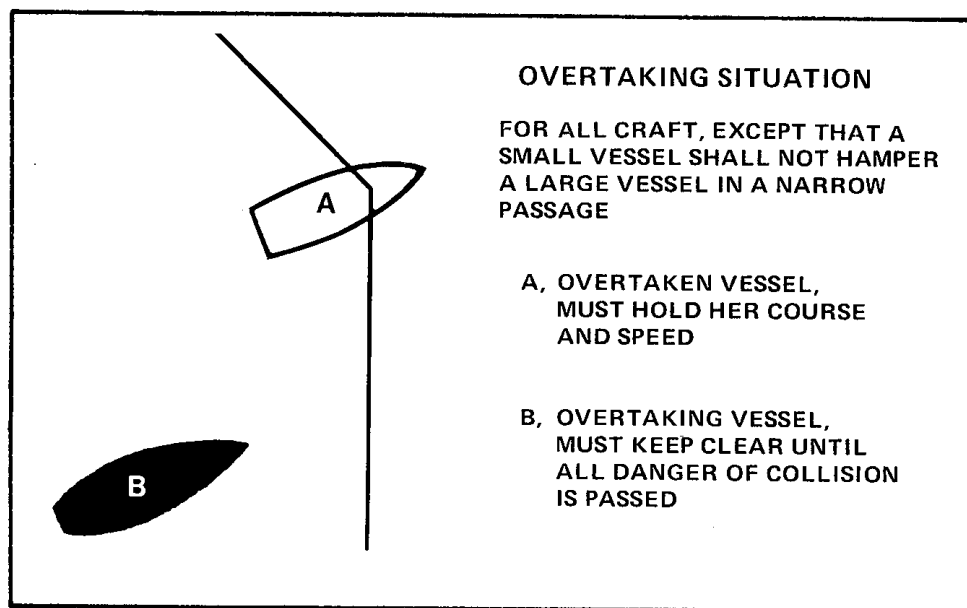 OVERTAKING SITUATION
FOR ALL CRAFT, EXCEPT THAT A
SMALL VESSEL SHALL NOT HAMPER
A LARGE VESSEL IN A NARROW
PASSAGE
A
A, OVERTAKEN VESSEL,
MUST HOLD HER COURSE
AND SPEED
B, OVERTAKING VESSEL,
MUST KEEP CLEAR UNTIL
ALL DANGER OF COLLISION
IS PASSED
B